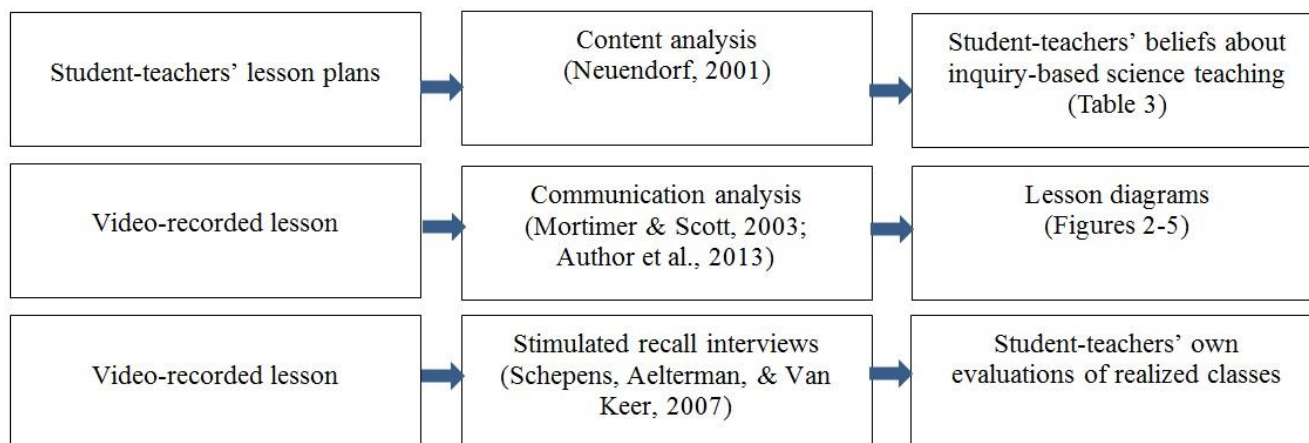 Student-teachers’ lesson plans
Content analysis
(Neuendorf, 2001)
Student-teachers’ beliefs about
inquiry-based science teaching
(Table 3)
Video-recorded lesson
Communication analysis
(Mortimer & Scott, 2003;
Author et al., 2013)
Lesson diagrams
(Figures 2-5)
Video-recorded lesson
Stimulated recall interviews
(Schepens, Aelterman, & Van
Keer, 2007)
Student-teachers’ own
evaluations of realized classes